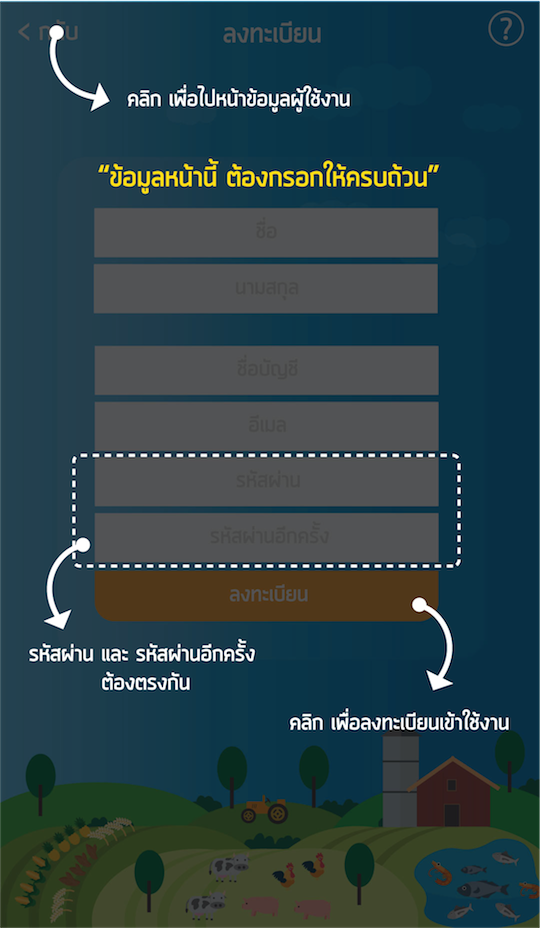 < กลับ
ลงทะเบียน
?
คลิก เพื่อไปหน้าข้อมูลผู้ใช้งาน
“ข้อมูลหน้านี้ ต้องกรอกให้ครบถ้วน”
ชื่อ
นามสกุล
ชื่อบัญชี
อีเมล
รหัสผ่าน
รหัสผ่านอีกครั้ง
ลงทะเบียน
รหัสผ่าน และ รหัสผ่านอีกครั้ง
ต้องตรงกัน
คลิก เพื่อลงทะเบียนเข้าใช้งาน